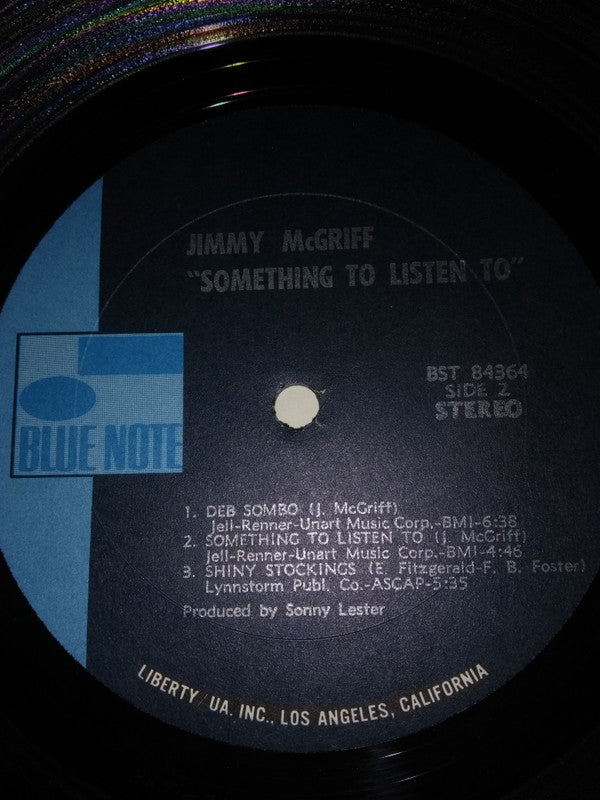 JIMMY McGRIFF
"SOMETHING TO LISTEN TO"
BST 84364
SIDE 2
STEREO
BLUE NOTE
1. DEB SOMBO (J. McGriff)
Jell-Renner-Unart Music Corp.-BMI-6:38
2. SOMETHING TO LISTEN TO (J. McGriff)
Jell-Renner-Unart Music Corp.-BMI-4:46
3. SHINY STOCKINGS (E. Fitzgerald-F. B. Foster)
Lynnstorm Publ. Co.-ASCAP-5:35
Produced by Sonny Lester
LIBERTY/UA, INC., LOS ANGELES, CALIFORNIA